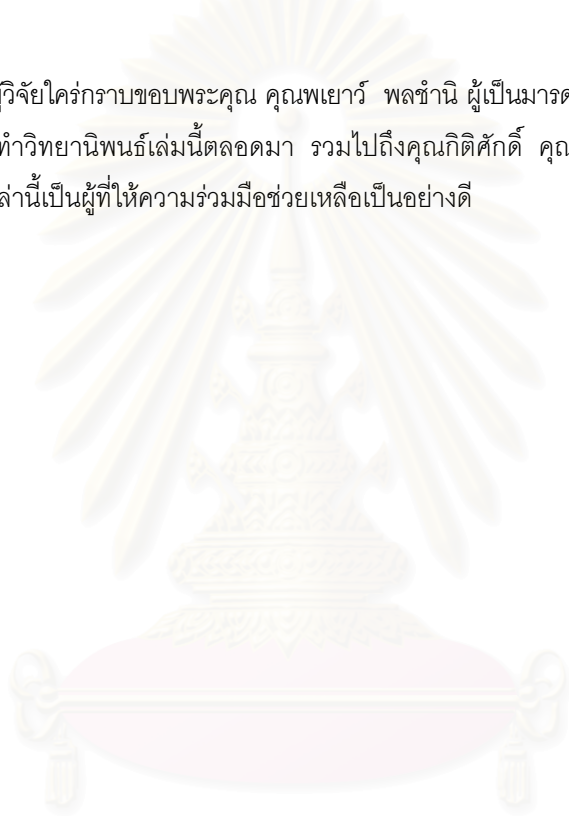 วิจัยใคร่กราบขอบพระคุณ คุณพเยาว์ พลชำนิ ผู้เป็นมารด
ทำวิทยานิพนธ์เล่มนี้ตลอดมา รวมไปถึงคุณกิติศักดิ์ คุณ
ล่านี้เป็นผู้ที่ให้ความร่วมมือช่วยเหลือเป็นอย่างดี